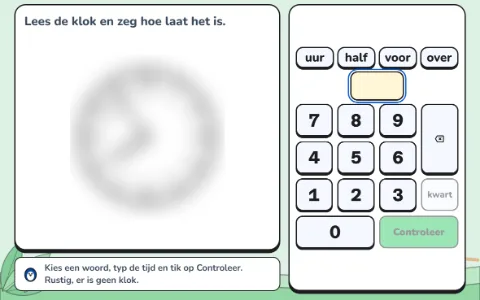 Lees de klok en zeg hoe laat het is.
uur half voor over
7 8 9
4 5 6
1 2 3 kwart
0 Controleer
Kies een woord, typ de tijd en tik op Controleer.
Rustig, er is geen klok.